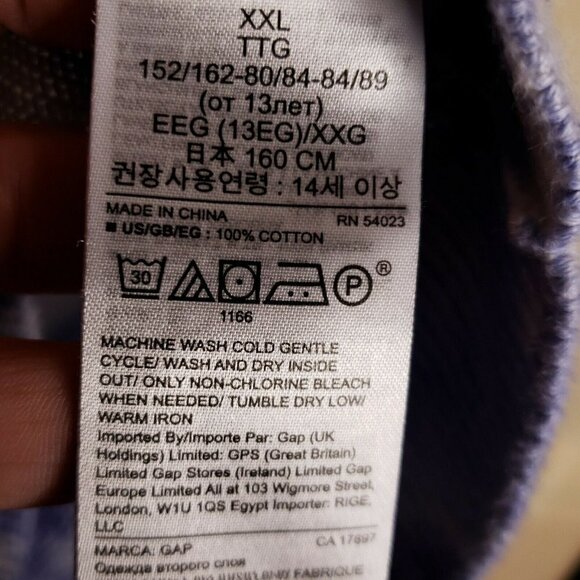 XXL
TTG
152/162-80/84-84/89
(от 13лет)
EEG (13EG)/XXG
日本 160 CM
권장사용연령 : 14세 이상
MADE IN CHINA RN 54023
US/GB/EG : 100% COTTON
30 P ®
1166
MACHINE WASH COLD GENTLE
CYCLE/ WASH AND DRY INSIDE
OUT/ ONLY NON-CHLORINE BLEACH
WHEN NEEDED/ TUMBLE DRY LOW/
WARM IRON
Imported By/Importe Par: Gap (UK
Holdings) Limited: GPS (Great Britain)
Limited Gap Stores (Ireland) Limited Gap
Europe Limited All at 103 Wigmore Street,
London, W1U 1QS Egypt Importer: RIGE,
LLC
MARCA: GAP CA 17897
Одежда второго слоя
FABRIQUE